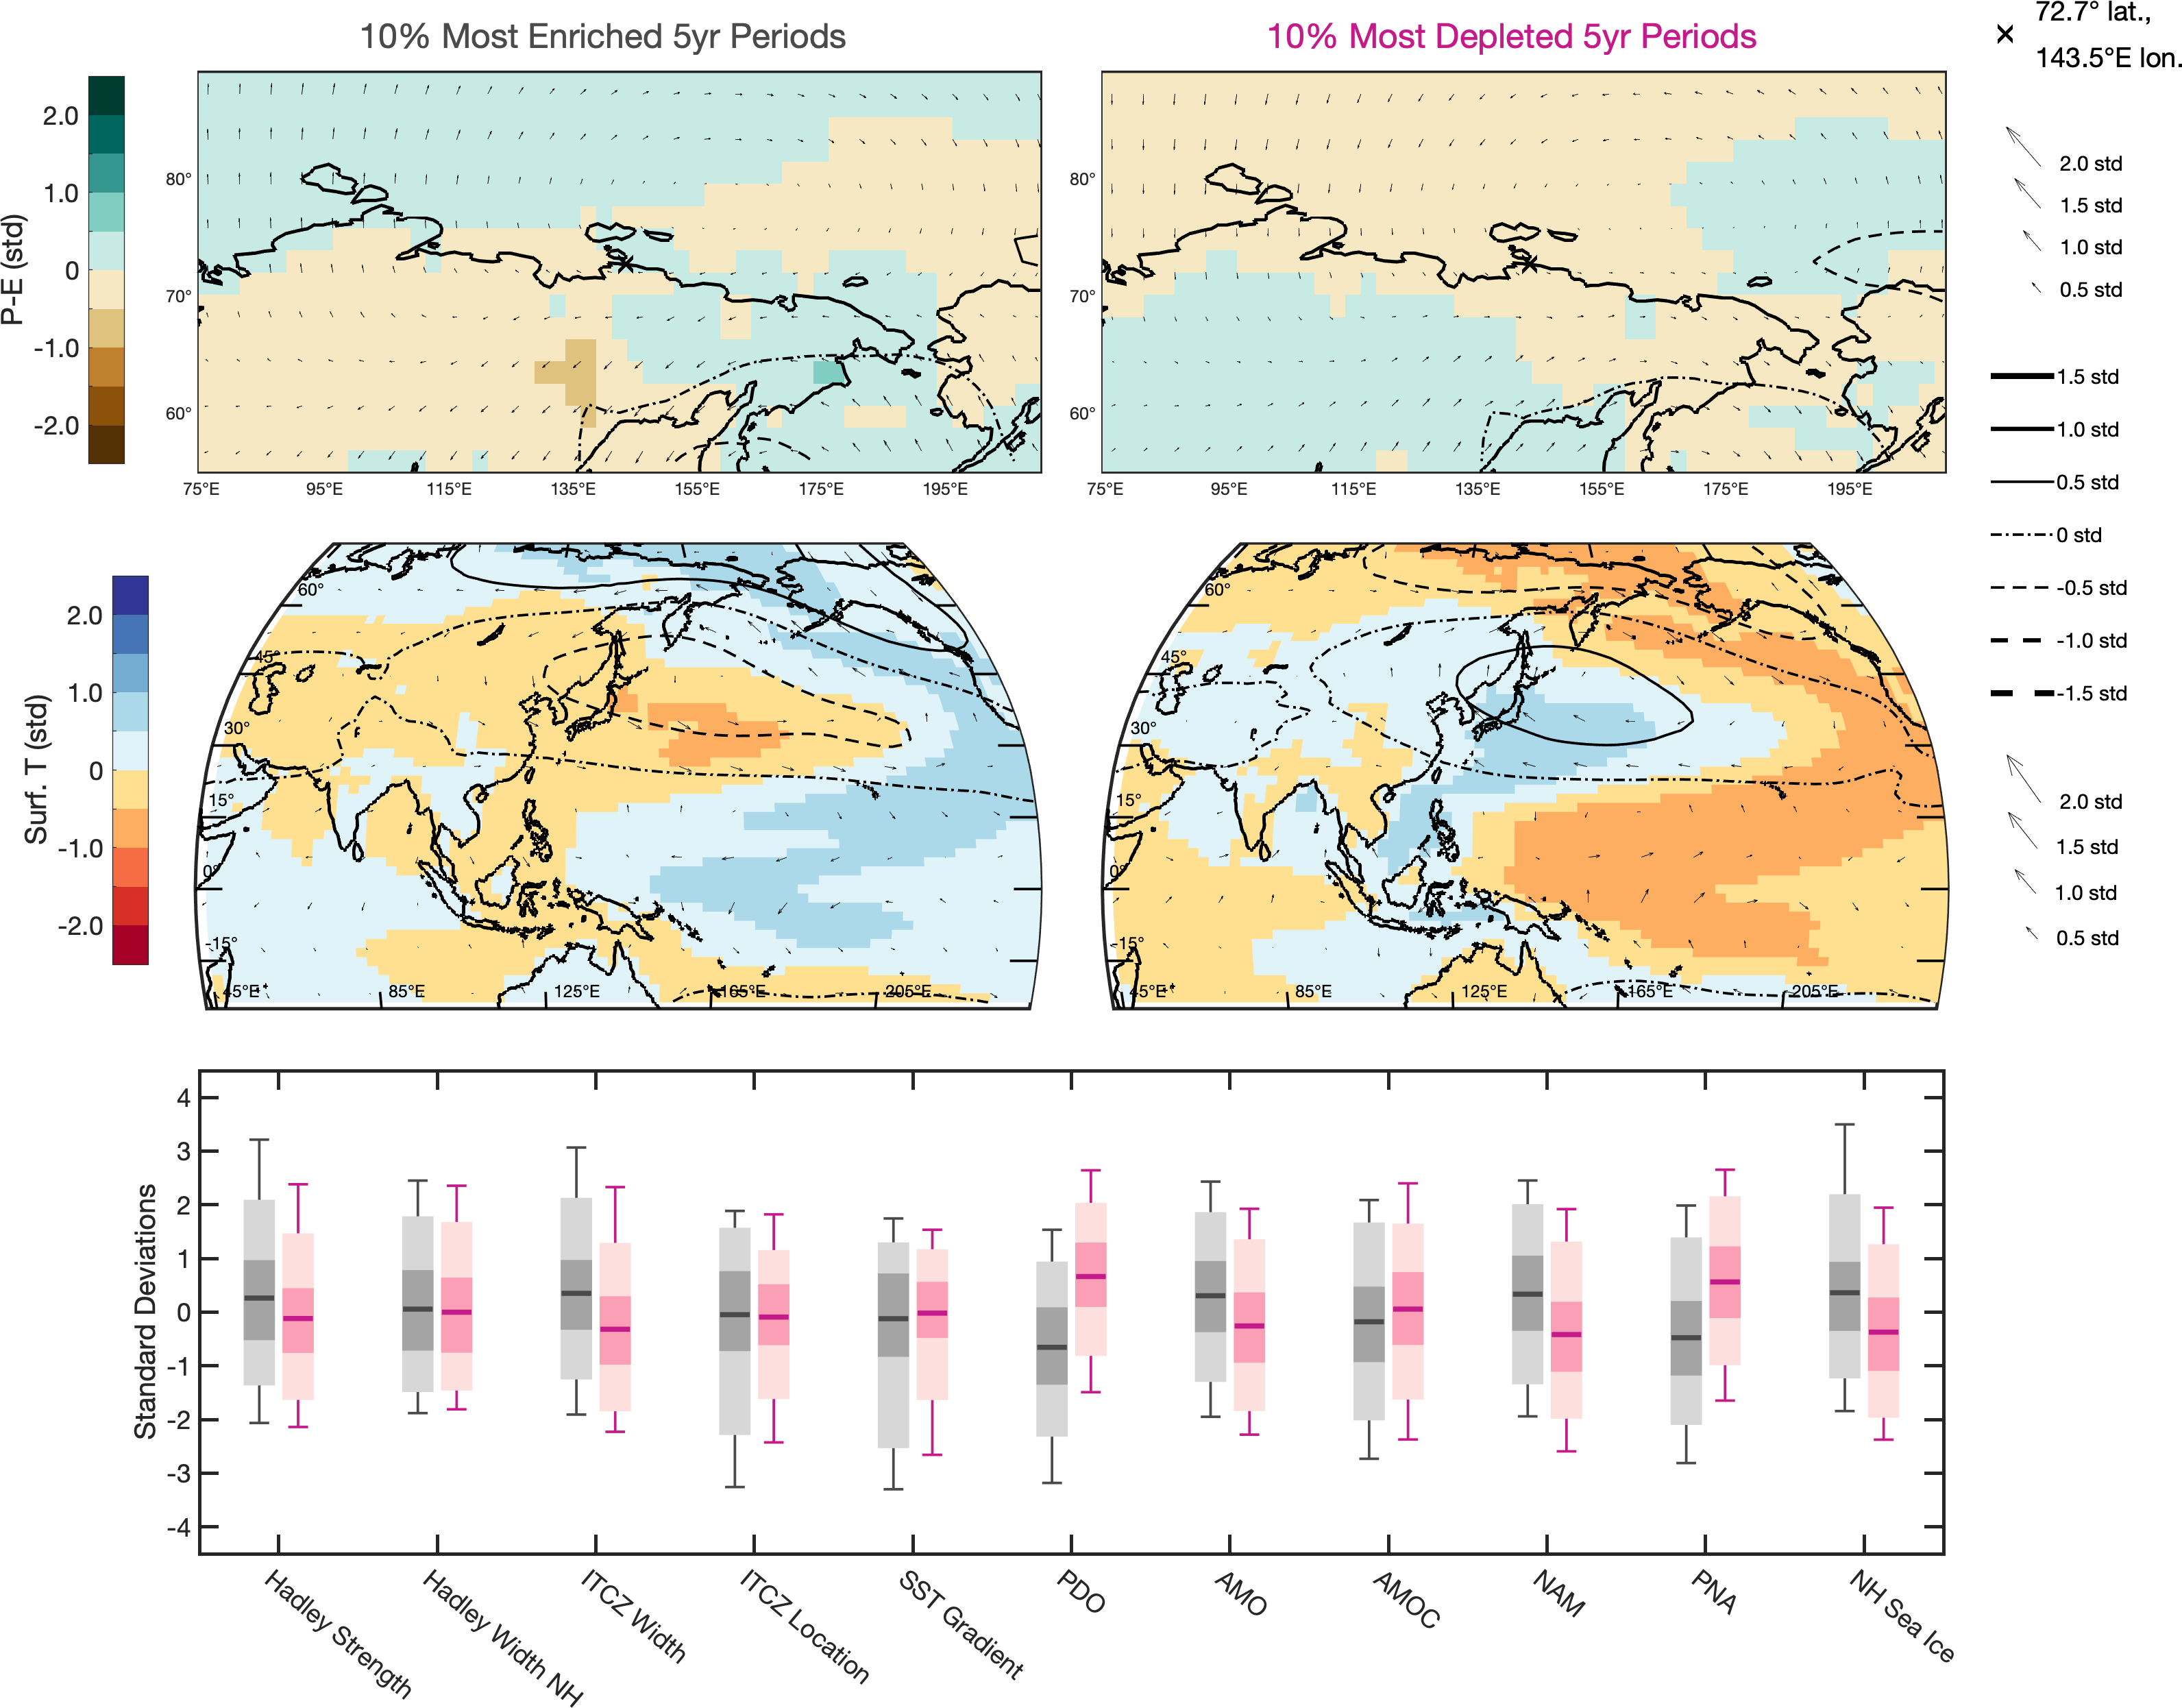 10% Most Enriched 5yr Periods
10% Most Depleted 5yr Periods
72.7° lat.,
143.5°E lon.
P-E (std)
2.0
1.0
0
-1.0
-2.0
80°
70°
60°
75°E 95°E 115°E 135°E 155°E 175°E 195°E
80°
70°
60°
75°E 95°E 115°E 135°E 155°E 175°E 195°E
2.0 std
1.5 std
1.0 std
0.5 std
1.5 std
1.0 std
0.5 std
0 std
-0.5 std
-1.0 std
-1.5 std
Surf. T (std)
2.0
1.0
0
-1.0
-2.0
60°
45°
30°
15°
0°
-15°
45°E 85°E 125°E 165°E 205°E
60°
45°
30°
15°
0°
-15°
45°E 85°E 125°E 165°E 205°E
2.0 std
1.5 std
1.0 std
0.5 std
Standard Deviations
4
3
2
1
0
-1
-2
-3
-4
Hadley Strength
Hadley Width NH
ITCZ Width
ITCZ Location
SST Gradient
PDO
AMO
AMOC
NAM
PNA
NH Sea Ice